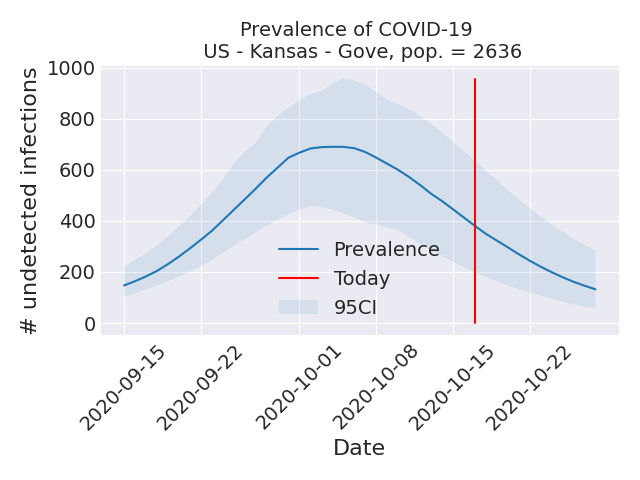 Prevalence of COVID-19
US - Kansas - Gove, pop. = 2636
# undetected infections
1000
800
600
400
200
0
Prevalence
Today
95CI
2020-09-15
2020-09-22
2020-10-01
2020-10-08
2020-10-15
2020-10-22
Date